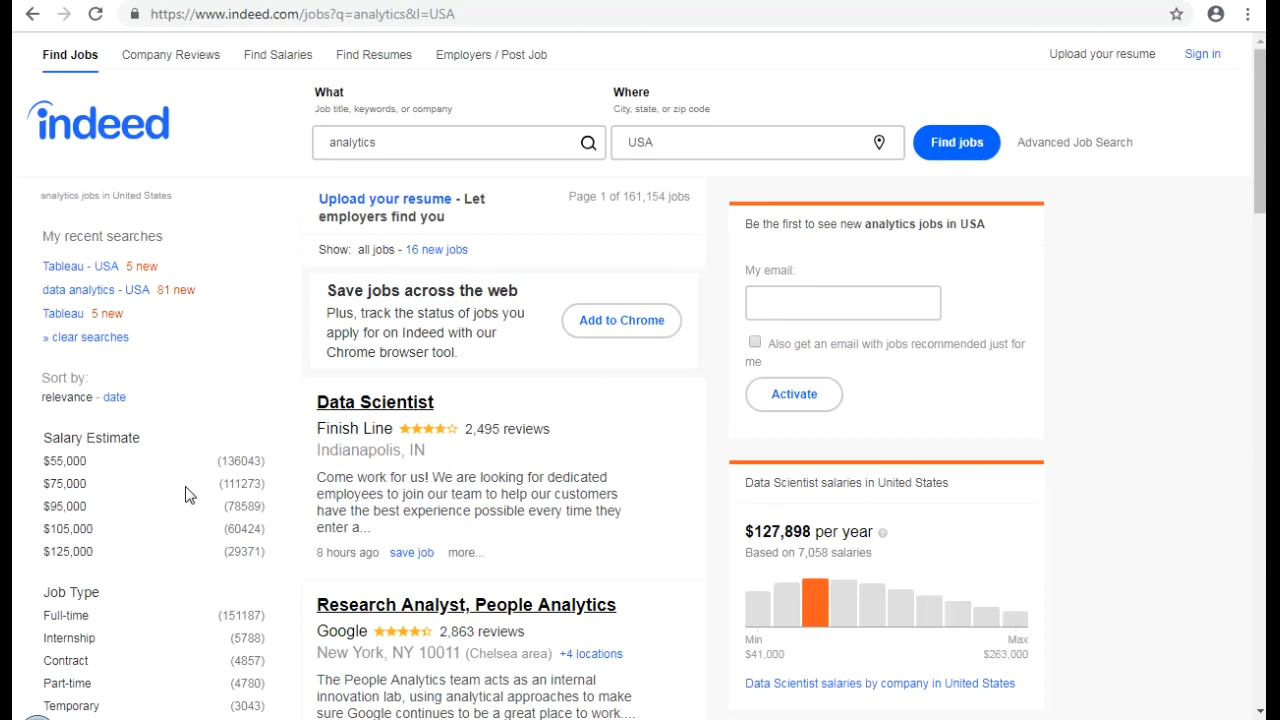 https://www.indeed.com/jobs?q=analytics&l=USA
Find Jobs Company Reviews Find Salaries Find Resumes Employers / Post Job Upload your resume Sign in
indeed
What
Job title, keywords, or company
analytics
Where
City, state, or zip code
USA
Find jobs
Advanced Job Search
analytics jobs in United States
My recent searches
Tableau - USA 5 new
data analytics - USA 81 new
Tableau 5 new
» clear searches
Sort by:
relevance - date
Salary Estimate
$55,000 (136043)
$75,000 (111273)
$95,000 (78589)
$105,000 (60424)
$125,000 (29371)
Job Type
Full-time (151187)
Internship (5788)
Contract (4857)
Part-time (4780)
Temporary (3043)
Upload your resume - Let
employers find you
Page 1 of 161,154 jobs
Show: all jobs - 16 new jobs
Save jobs across the web
Plus, track the status of jobs you
apply for on Indeed with our
Chrome browser tool.
Add to Chrome
Data Scientist
Finish Line 2,495 reviews
Indianapolis, IN
Come work for us! We are looking for dedicated
employees to join our team to help our customers
have the best experience possible every time they
enter a...
8 hours ago save job more...
Research Analyst, People Analytics
Google 2,863 reviews
New York, NY 10011 (Chelsea area) +4 locations
The People Analytics team acts as an internal
innovation lab, using analytical approaches to make
sure Google continues to be a great place to work....
Be the first to see new analytics jobs in USA
My email:
Also get an email with jobs recommended just for
me
Activate
Data Scientist salaries in United States
$127,898 per year
Based on 7,058 salaries
Min Max
$41,000 $263,000
Data Scientist salaries by company in United States